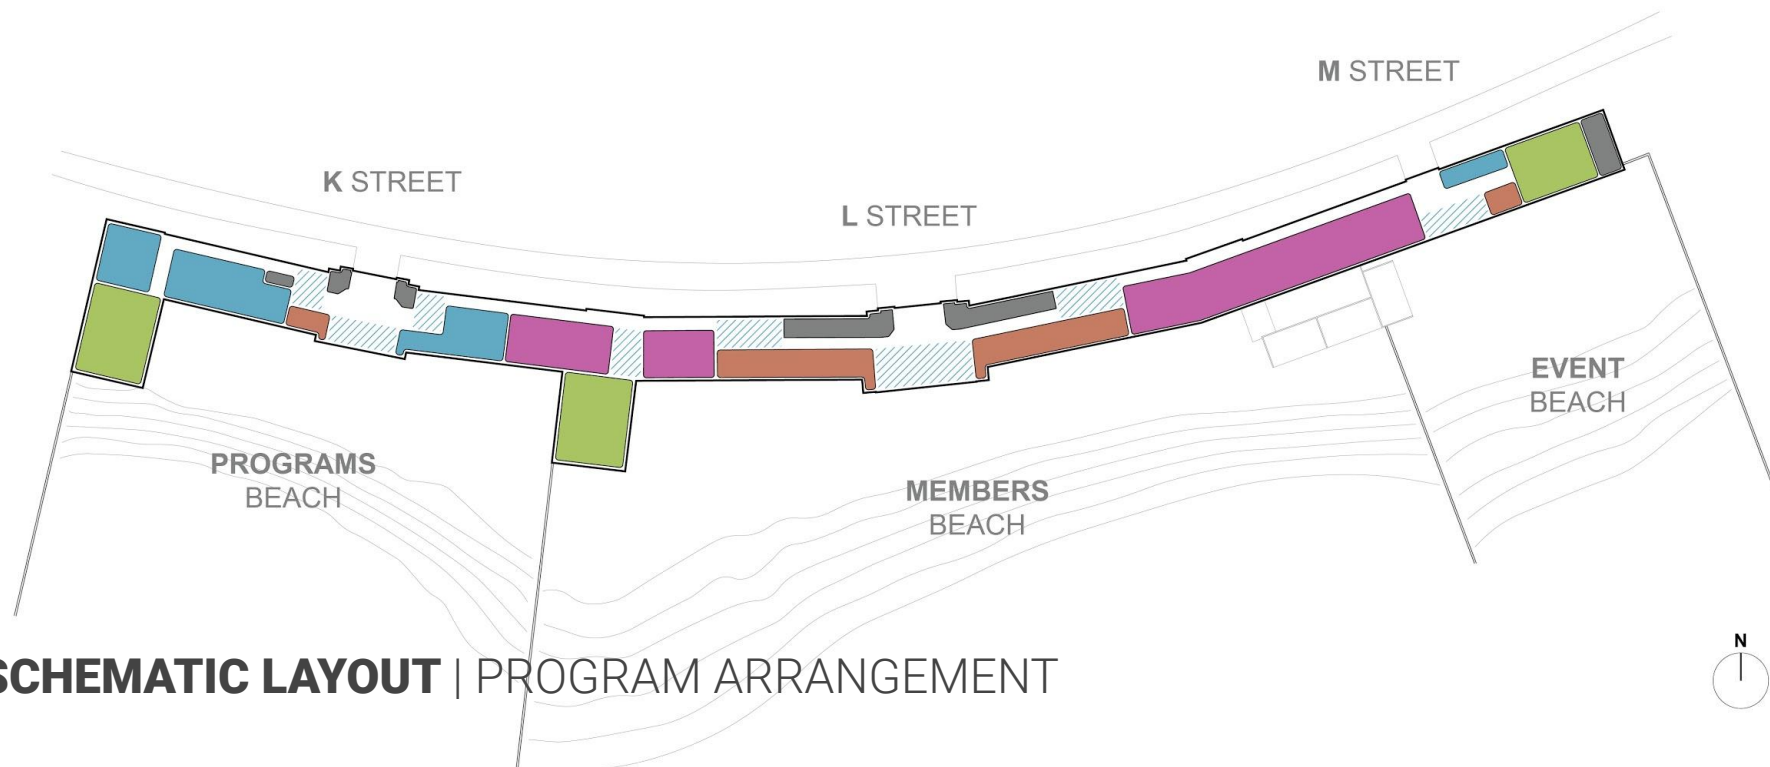 M STREET
K STREET
L STREET
EVENT
BEACH
PROGRAMS
BEACH
MEMBERS
BEACH
N
SCHEMATIC LAYOUT | PROGRAM ARRANGEMENT